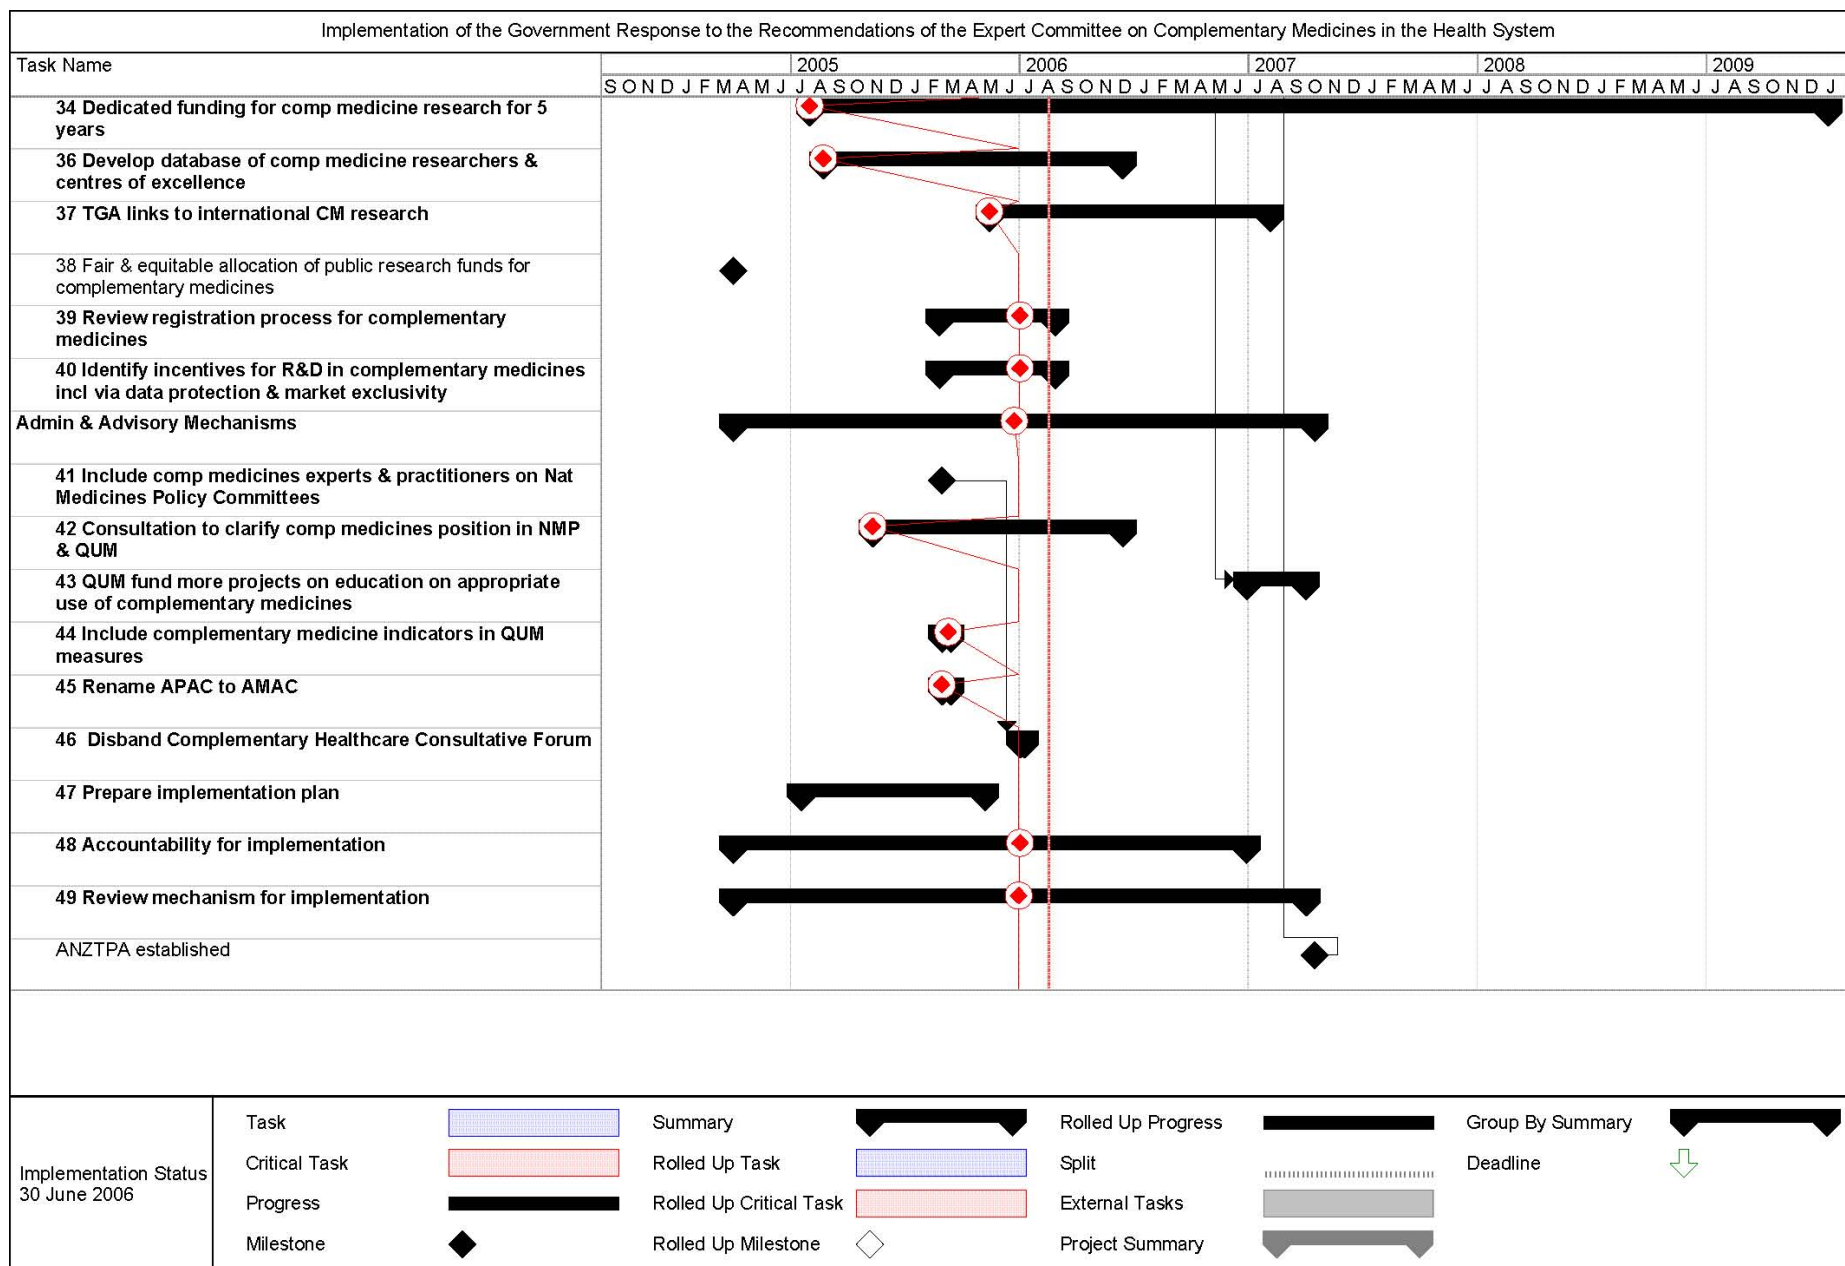 Implementation of the Government Response to the Recommendations of the Expert Committee on Complementary Medicines in the Health System
Task Name
2005 2006 2007 2008 2009
S O N D J F M A M J J A S O N D J F M A M J J A S O N D J F M A M J J A S O N D J F M A M J J A S O N D J F M A M J J A S O N D J
34 Dedicated funding for comp medicine research for 5
years
36 Develop database of comp medicine researchers &
centres of excellence
37 TGA links to international CM research
38 Fair & equitable allocation of public research funds for
complementary medicines
39 Review registration process for complementary
medicines
40 Identify incentives for R&D in complementary medicines
incl via data protection & market exclusivity
Admin & Advisory Mechanisms
41 Include comp medicines experts & practitioners on Nat
Medicines Policy Committees
42 Consultation to clarify comp medicines position in NMP
& QUM
43 QUM fund more projects on education on appropriate
use of complementary medicines
44 Include complementary medicine indicators in QUM
measures
45 Rename APAC to AMAC
46 Disband Complementary Healthcare Consultative Forum
47 Prepare implementation plan
48 Accountability for implementation
49 Review mechanism for implementation
ANZTPA established
Implementation Status
30 June 2006
Task
Critical Task
Progress
Milestone
Summary
Rolled Up Task
Rolled Up Critical Task
Rolled Up Milestone
Rolled Up Progress
Split
External Tasks
Project Summary
Group By Summary
Deadline